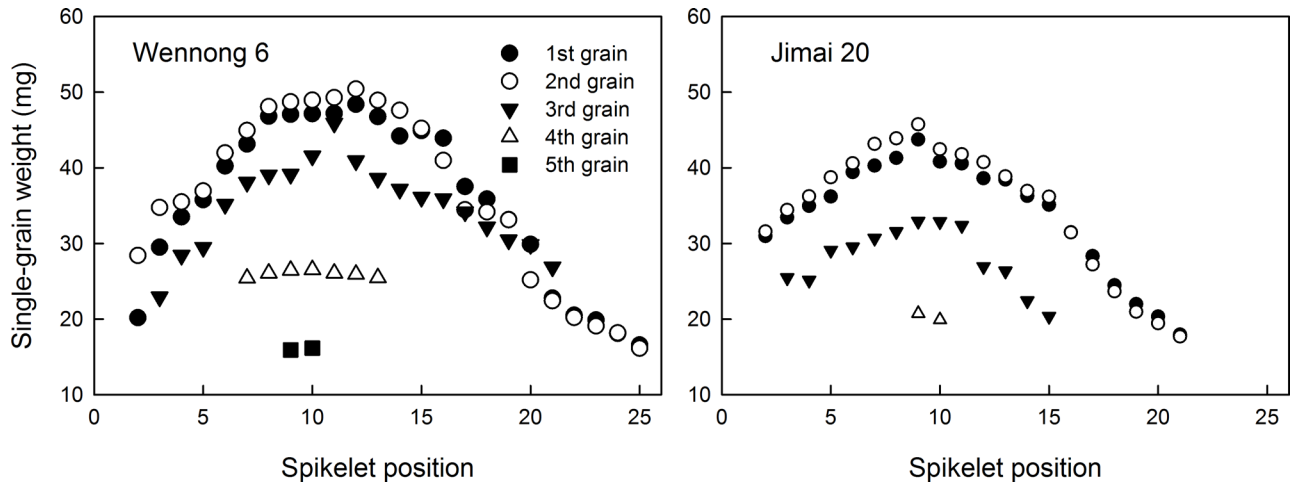 Single-grain weight (mg)
60
50
40
30
20
10
Wennong 6
1st grain
2nd grain
3rd grain
4th grain
5th grain
0
5
10
15
20
25
Spikelet position
60
50
40
30
20
10
Jimai 20
0
5
10
15
20
25
Spikelet position